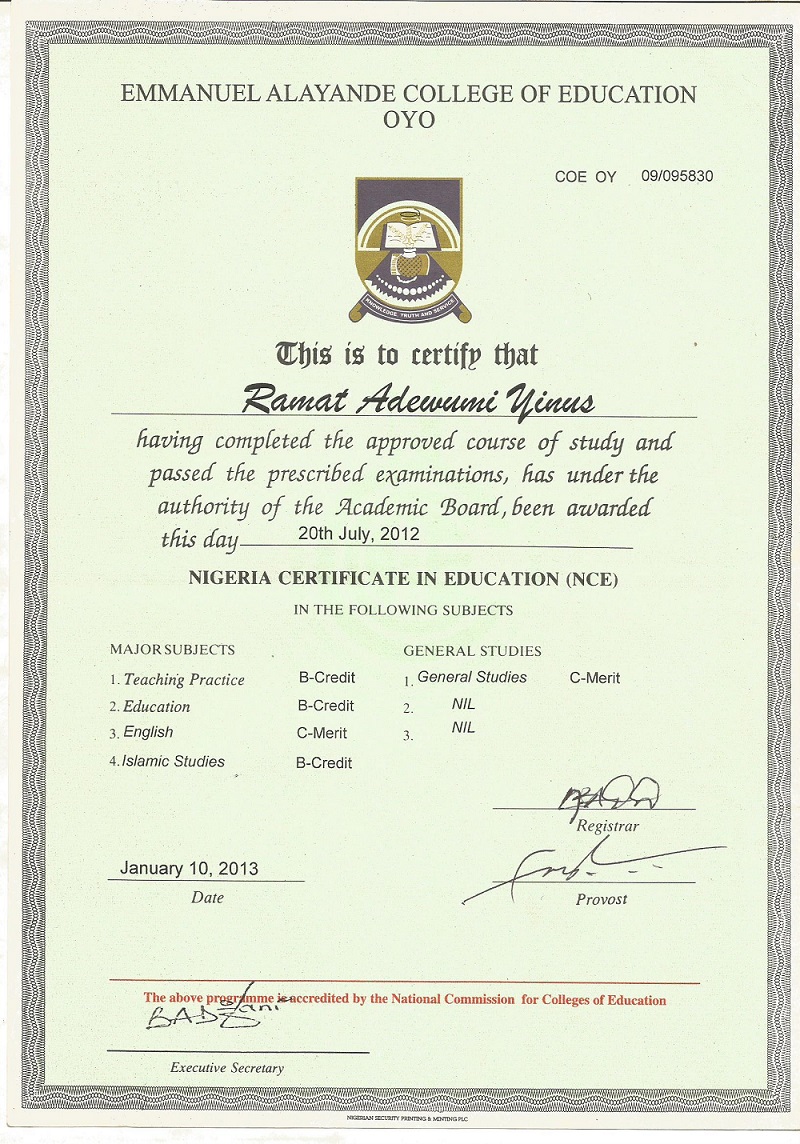 EMMANUEL ALAYANDE COLLEGE OF EDUCATION
OYO
COE OY 09/095830
KNOWLEDGE, TRUTH AND SERVICE
This is to certify that
Ramat Adewumi Yinus
having completed the approved course of study and
passed the prescribed examinations, has under the
authority of the Academic Board, been awarded
this day 20th July, 2012
NIGERIA CERTIFICATE IN EDUCATION (NCE)
IN THE FOLLOWING SUBJECTS
MAJOR SUBJECTS
1. Teaching Practice B-Credit
2. Education B-Credit
3. English C-Merit
4. Islamic Studies B-Credit
GENERAL STUDIES
1. General Studies C-Merit
2. NIL
3. NIL
Registrar
January 10, 2013
Date
Provost
The above programme is accredited by the National Commission for Colleges of Education
Executive Secretary
NIGERIAN SECURITY PRINTING & MINTING PLC